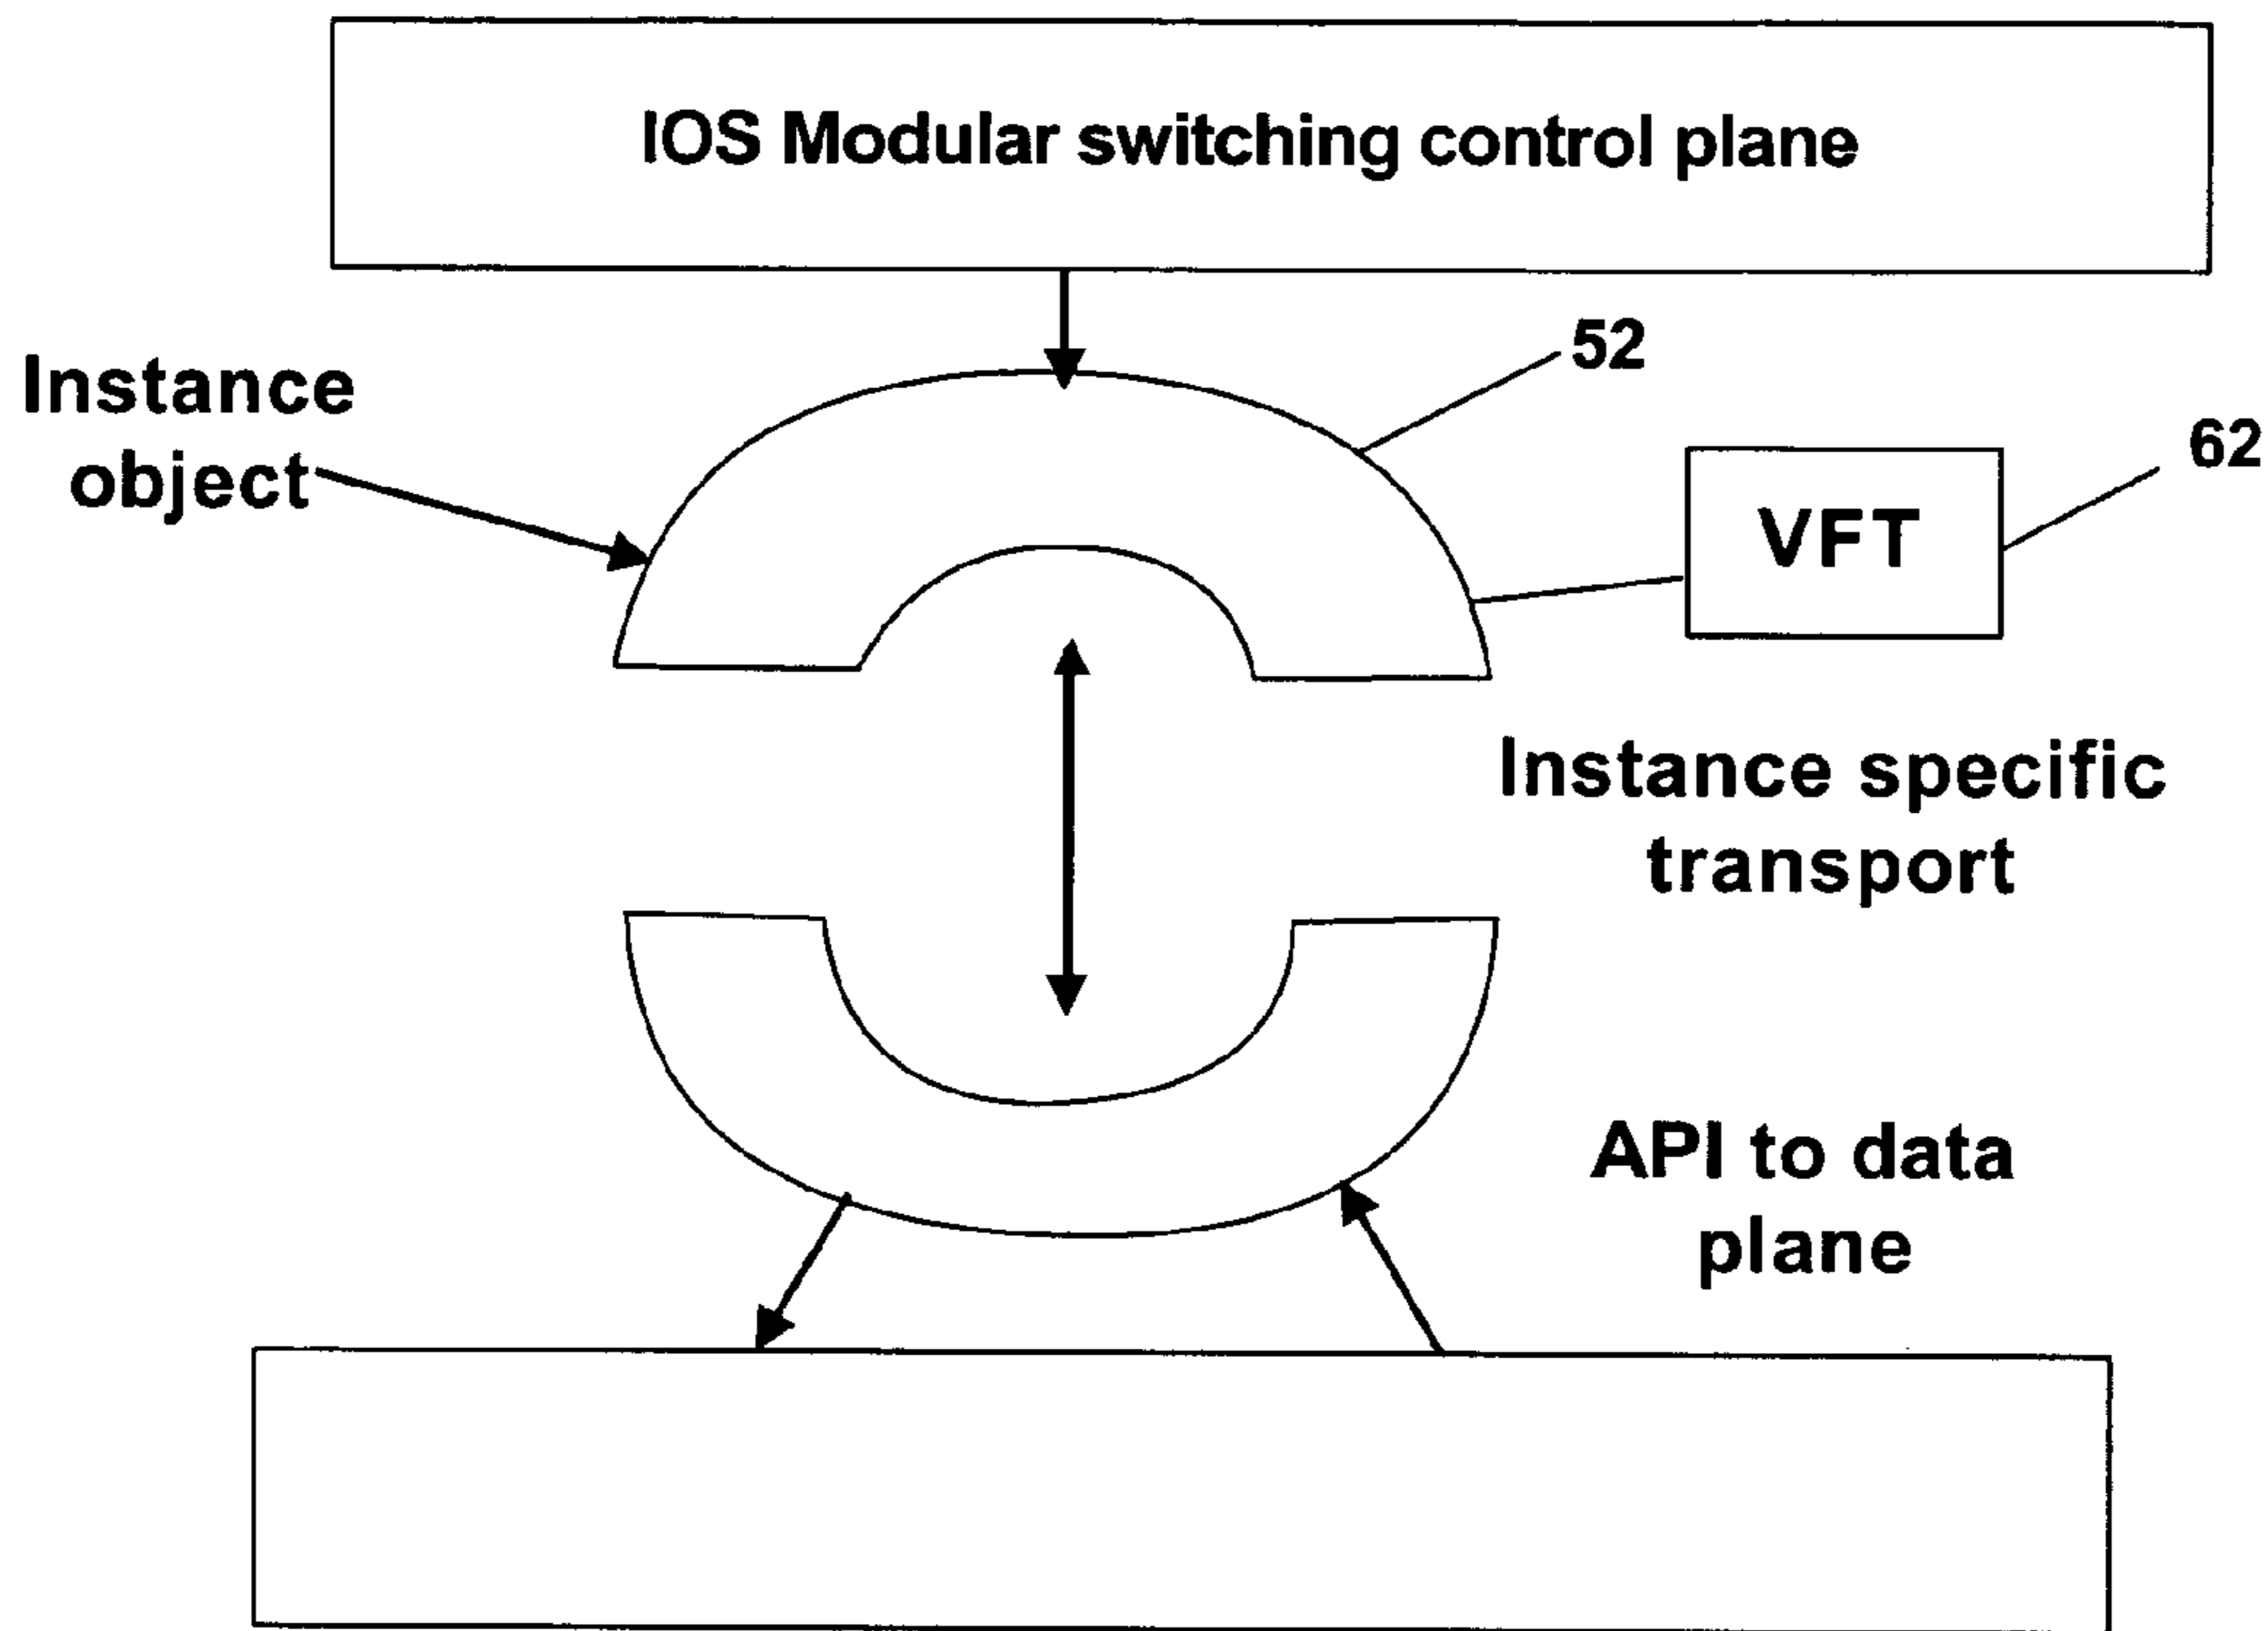 IOS Modular switching control plane
52
Instance
object
62
VFT
Instance specific
transport
API to data
plane